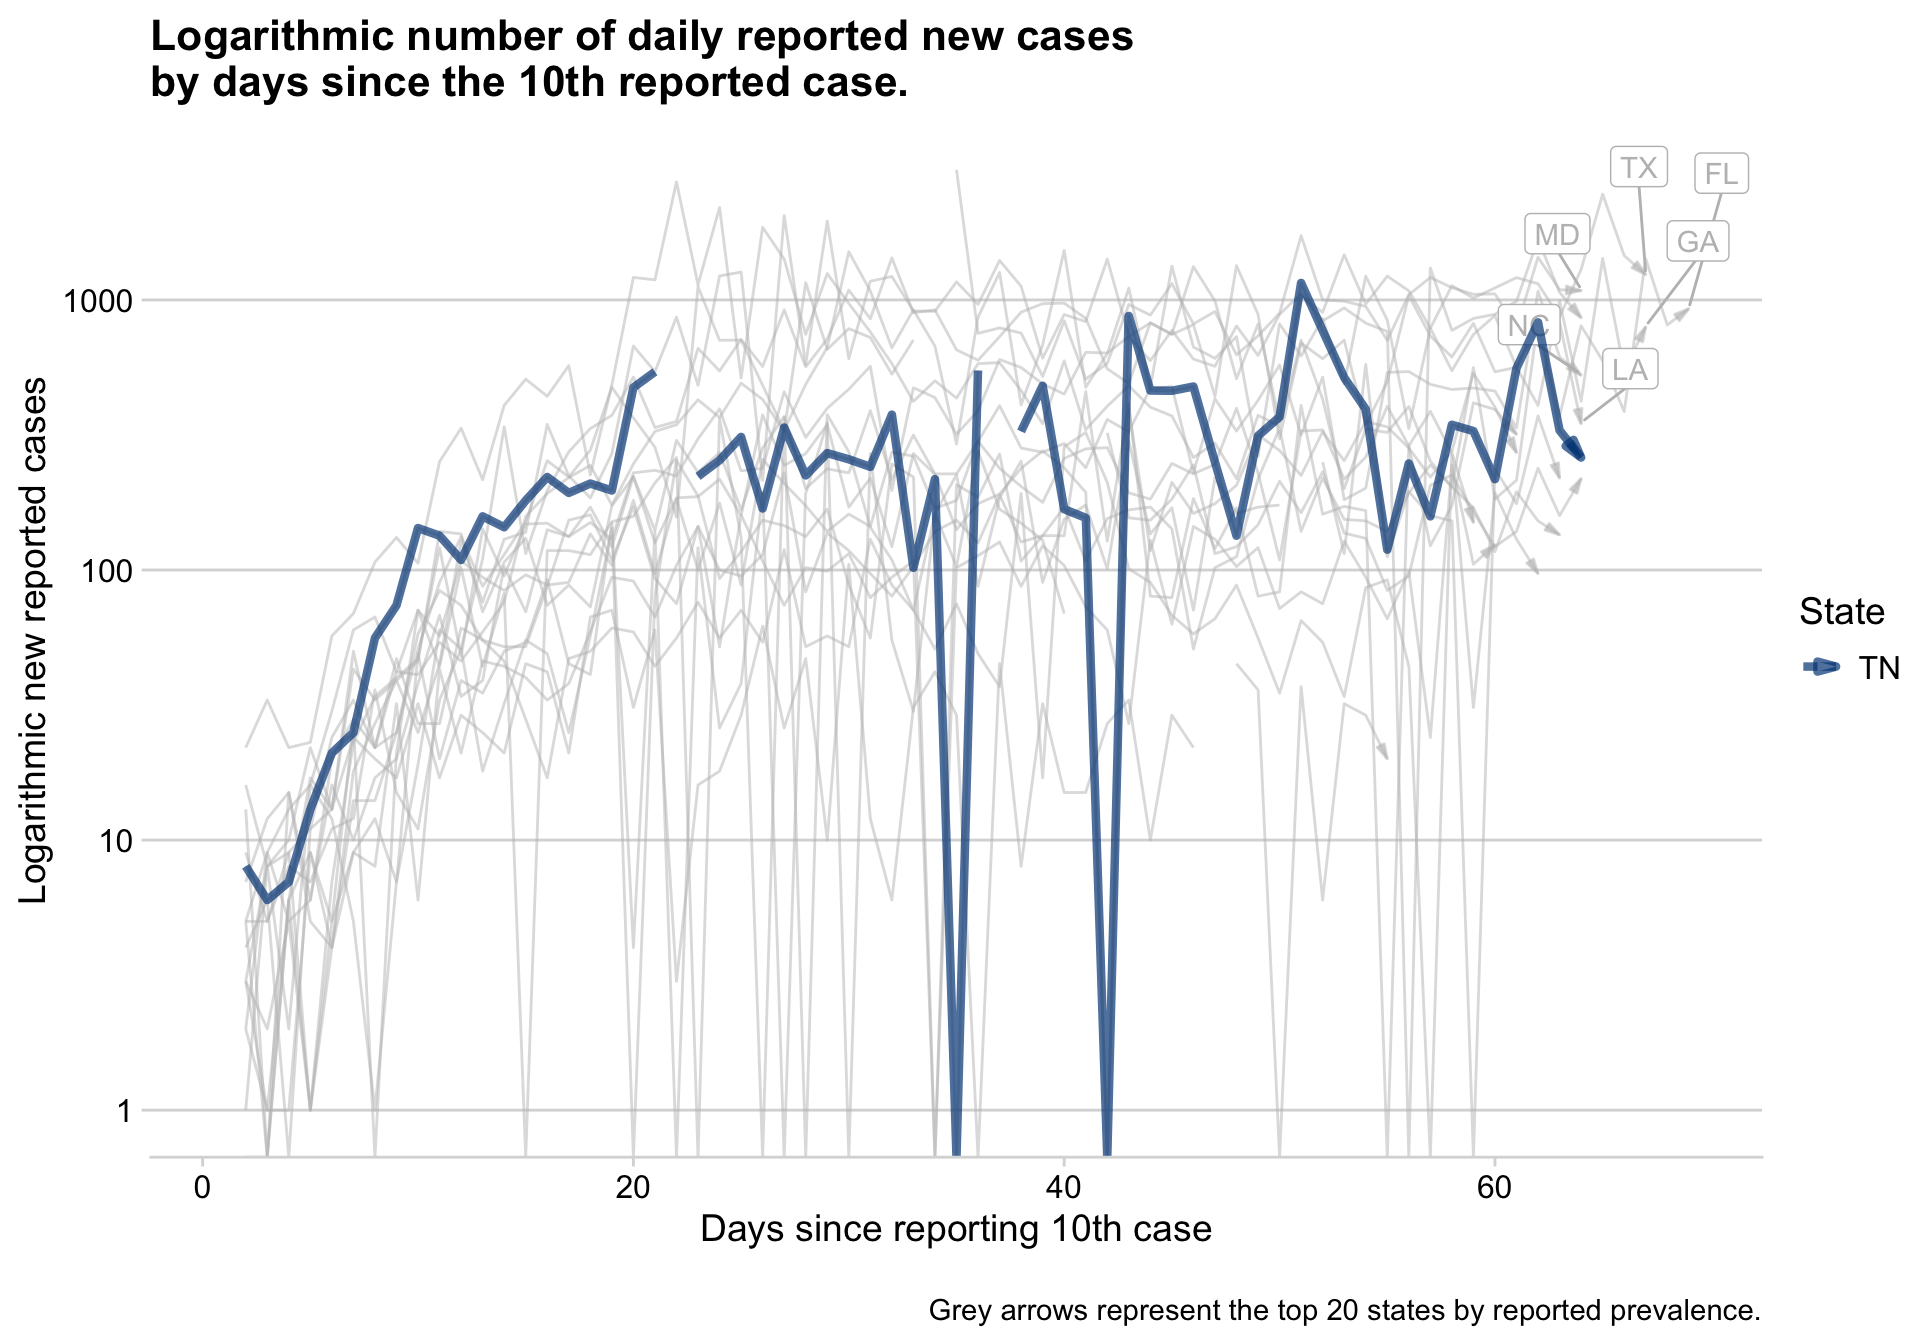 Logarithmic number of daily reported new cases
by days since the 10th reported case.
TX
FL
MD
GA
NC
LA
1000
100
10
1
Logarithmic new reported cases
State
TN
0
20
40
60
Days since reporting 10th case
Grey arrows represent the top 20 states by reported prevalence.